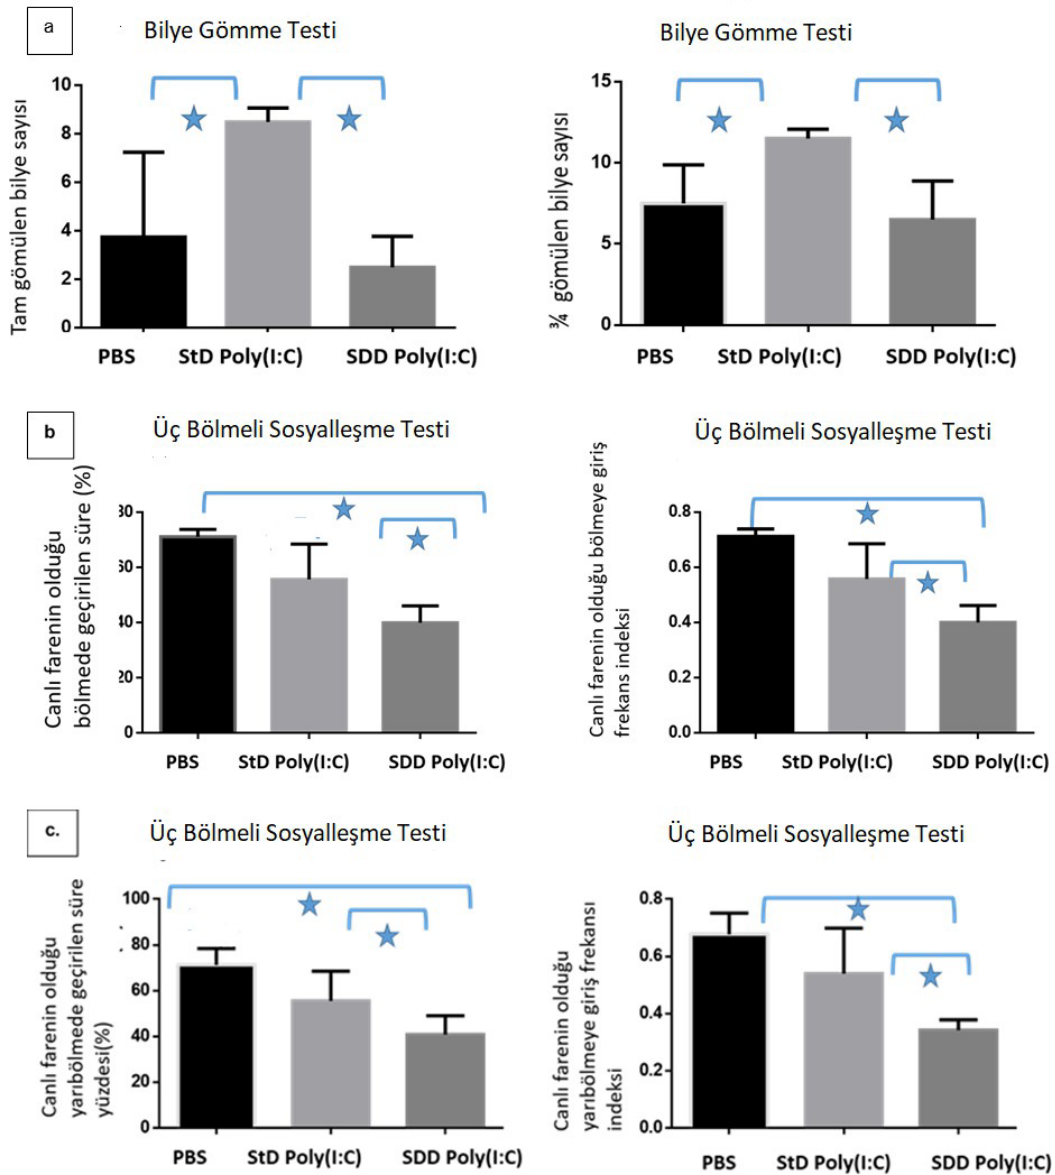 a
Bilye Gömme Testi
Tam gömülen bilye sayısı
10
8
6
4
2
0
PBS StD Poly(I:C) SDD Poly(I:C)
Bilye Gömme Testi
¾ gömülen bilye sayısı
15
10
5
0
PBS StD Poly(I:C) SDD Poly(I:C)
b
Üç Bölmeli Sosyalleşme Testi
Canlı farenin olduğu
bölmede geçirilen süre (%)
80
60
40
20
0
PBS StD Poly(I:C) SDD Poly(I:C)
Üç Bölmeli Sosyalleşme Testi
Canlı farenin olduğu bölmeye giriş
frekans indeksi
0.8
0.6
0.4
0.2
0.0
PBS StD Poly(I:C) SDD Poly(I:C)
c.
Üç Bölmeli Sosyalleşme Testi
Canlı farenin olduğu
yarıbölmede geçirilen süre
yüzdesi(%)
100
80
60
40
20
0
PBS StD Poly(I:C) SDD Poly(I:C)
Üç Bölmeli Sosyalleşme Testi
Canlı farenin olduğu
yarıbölmeye giriş frekansı
indeksi
0.8
0.6
0.4
0.2
0.0
PBS StD Poly(I:C) SDD Poly(I:C)